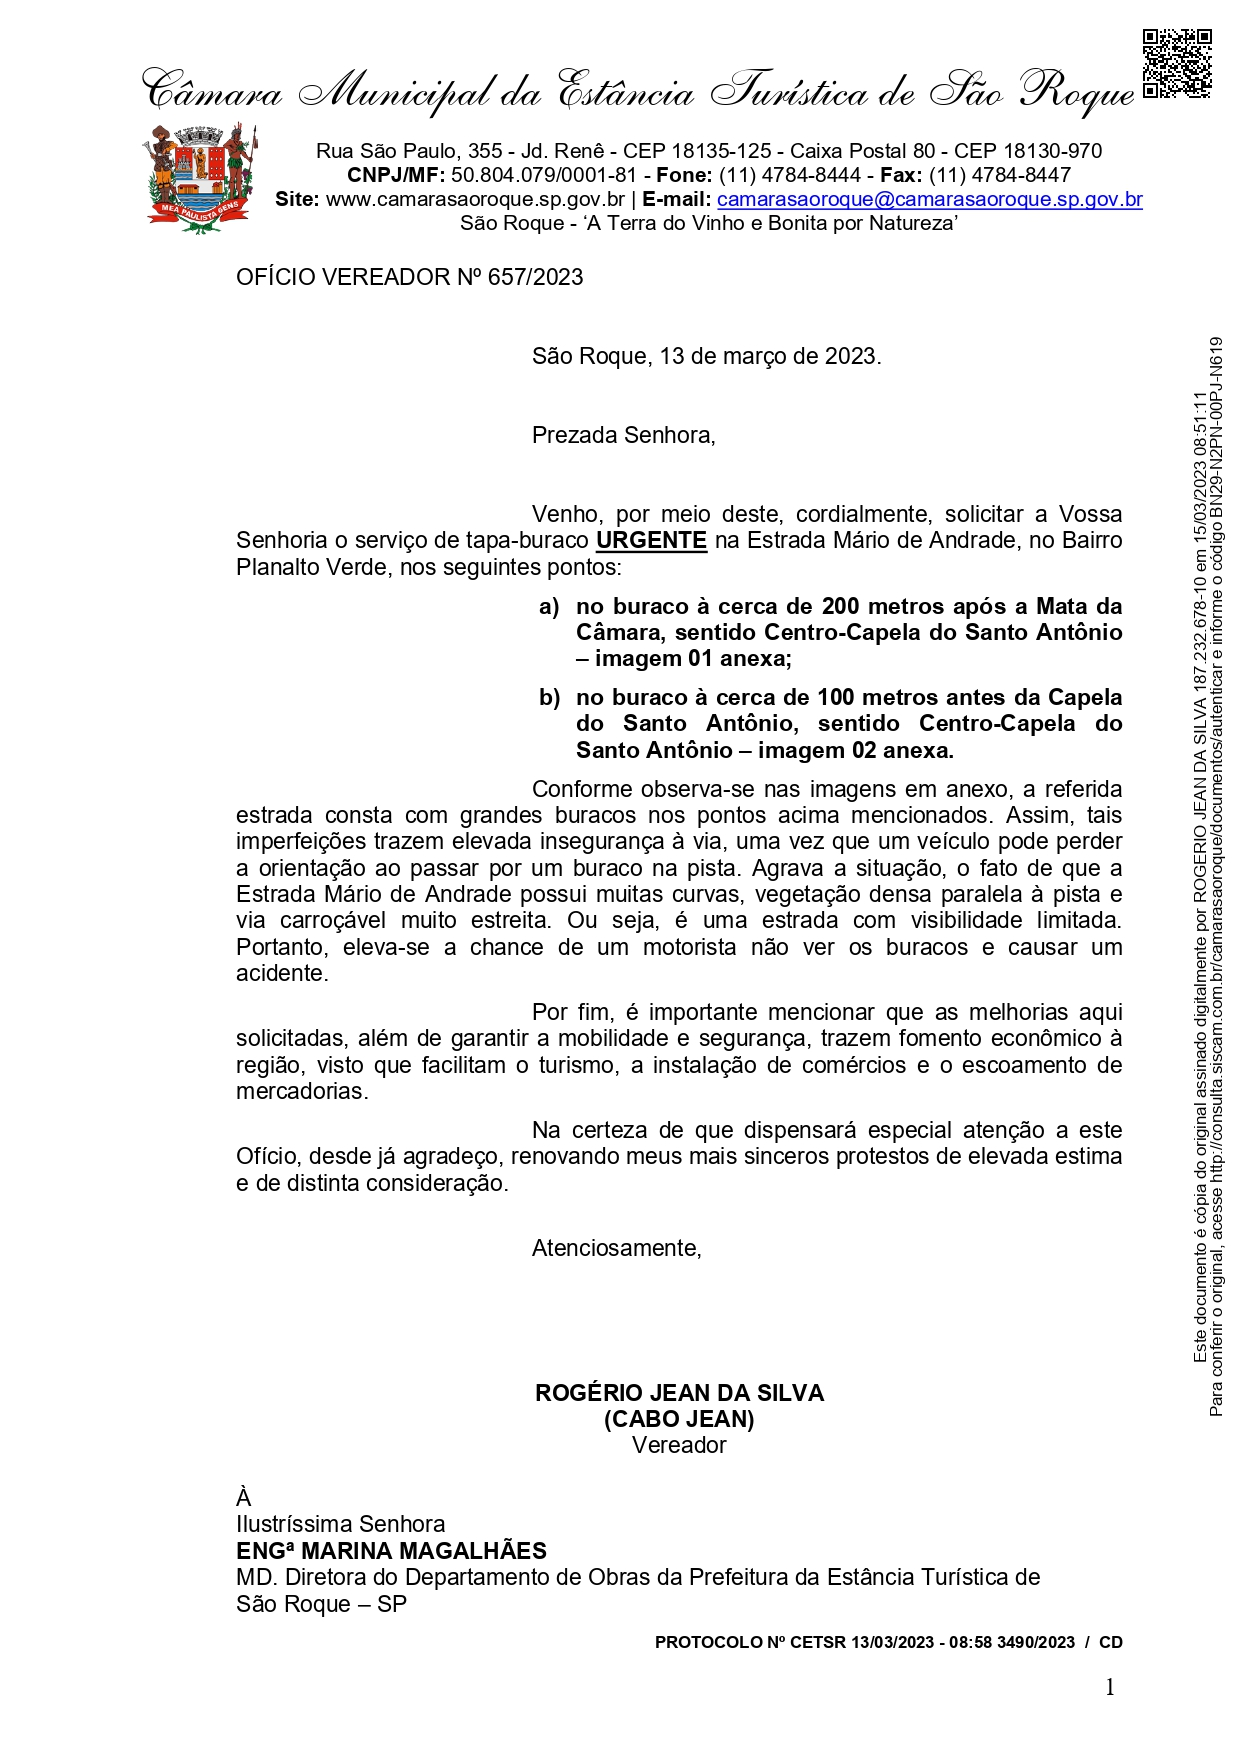 Câmara Municipal da Estância Turística de São Roque
MEA PAULISTA GENS
Rua São Paulo, 355 - Jd. Renê - CEP 18135-125 - Caixa Postal 80 - CEP 18130-970
CNPJ/MF: 50.804.079/0001-81 - Fone: (11) 4784-8444 - Fax: (11) 4784-8447
Site: www.camarasaoroque.sp.gov.br | E-mail: camarasaoroque@camarasaoroque.sp.gov.br
São Roque - ‘A Terra do Vinho e Bonita por Natureza’
OFÍCIO VEREADOR Nº 657/2023
São Roque, 13 de março de 2023.
Prezada Senhora,
Venho, por meio deste, cordialmente, solicitar a Vossa
Senhoria o serviço de tapa-buraco URGENTE na Estrada Mário de Andrade, no Bairro
Planalto Verde, nos seguintes pontos:
a) no buraco à cerca de 200 metros após a Mata da
Câmara, sentido Centro-Capela do Santo Antônio
– imagem 01 anexa;
b) no buraco à cerca de 100 metros antes da Capela
do Santo Antônio, sentido Centro-Capela do
Santo Antônio – imagem 02 anexa.
Conforme observa-se nas imagens em anexo, a referida
estrada consta com grandes buracos nos pontos acima mencionados. Assim, tais
imperfeições trazem elevada insegurança à via, uma vez que um veículo pode perder
a orientação ao passar por um buraco na pista. Agrava a situação, o fato de que a
Estrada Mário de Andrade possui muitas curvas, vegetação densa paralela à pista e
via carroçável muito estreita. Ou seja, é uma estrada com visibilidade limitada.
Portanto, eleva-se a chance de um motorista não ver os buracos e causar um
acidente.
Por fim, é importante mencionar que as melhorias aqui
solicitadas, além de garantir a mobilidade e segurança, trazem fomento econômico à
região, visto que facilitam o turismo, a instalação de comércios e o escoamento de
mercadorias.
Na certeza de que dispensará especial atenção a este
Ofício, desde já agradeço, renovando meus mais sinceros protestos de elevada estima
e de distinta consideração.
Atenciosamente,
ROGÉRIO JEAN DA SILVA
(CABO JEAN)
Vereador
À
Ilustríssima Senhora
ENGª MARINA MAGALHÃES
MD. Diretora do Departamento de Obras da Prefeitura da Estância Turística de
São Roque – SP
PROTOCOLO Nº CETSR 13/03/2023 - 08:58 3490/2023 / CD
1
Este documento é cópia do original assinado digitalmente por ROGERIO JEAN DA SILVA 187.232.678-10 em 15/03/2023 08:51:11
Para conferir o original, acesse http://consulta.siscam.com.br/camarasaoroque/documentos/autenticar e informe o código BN29-N2PN-00PJ-N619